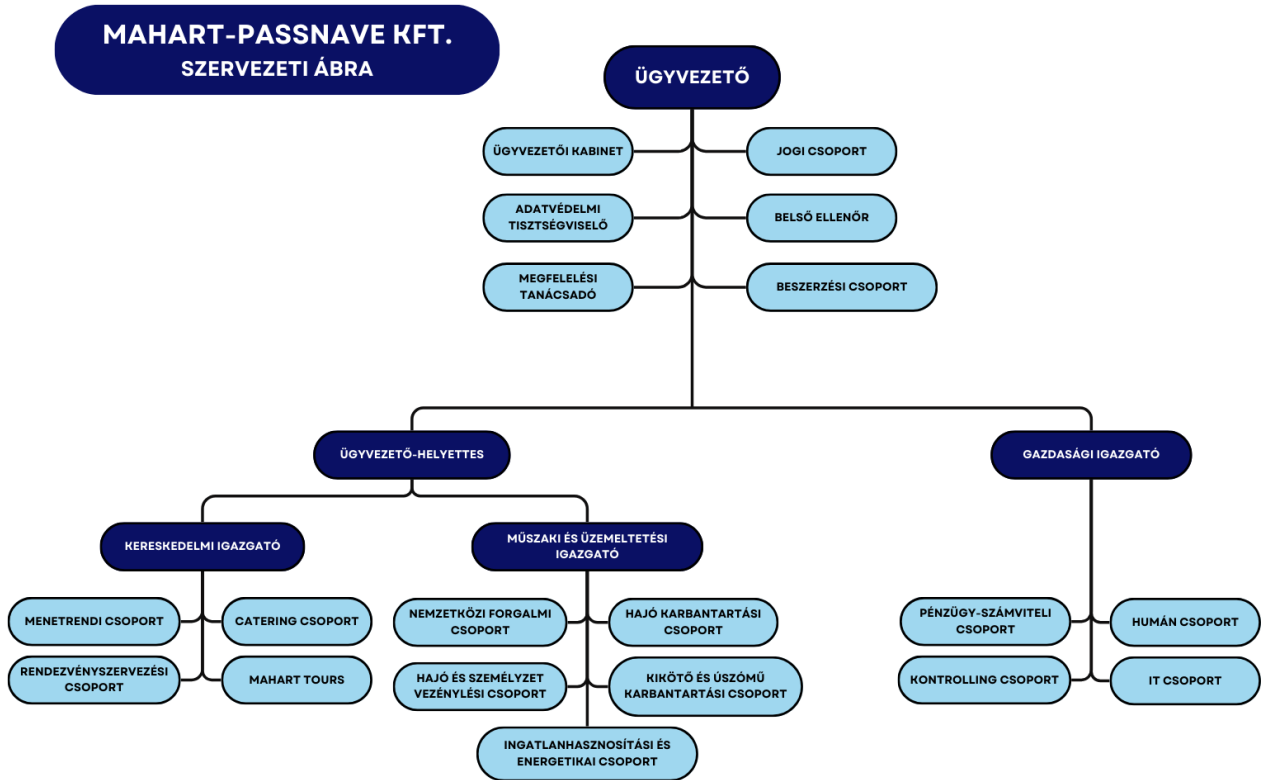 MAHART-PASSNAVE KFT.
SZERVEZETI ÁBRA
ÜGYVEZETŐ
ÜGYVEZETŐI KABINET
JOGI CSOPORT
ADATVÉDELMI
TISZTSÉGVISELŐ
BELSŐ ELLENŐR
MEGFELELÉSI
TANÁCSADÓ
BESZERZÉSI CSOPORT
ÜGYVEZETŐ-HELYETTES
GAZDASÁGI IGAZGATÓ
KERESKEDELMI IGAZGATÓ
MŰSZAKI ÉS ÜZEMELTETÉSI
IGAZGATÓ
MENETRENDI CSOPORT
CATERING CSOPORT
RENDEZVÉNYSZERVEZÉSI
CSOPORT
MAHART TOURS
NEMZETKÖZI FORGALMI
CSOPORT
HAJÓ KARBANTARTÁSI
CSOPORT
HAJÓ ÉS SZEMÉLYZET
VEZÉNYLÉSI CSOPORT
KIKÖTŐ ÉS ÚSZÓMŰ
KARBANTARTÁSI CSOPORT
INGATLANHASZNOSÍTÁSI ÉS
ENERGETIKAI CSOPORT
PÉNZÜGY-SZÁMVITELI
CSOPORT
HUMÁN CSOPORT
KONTROLLING CSOPORT
IT CSOPORT